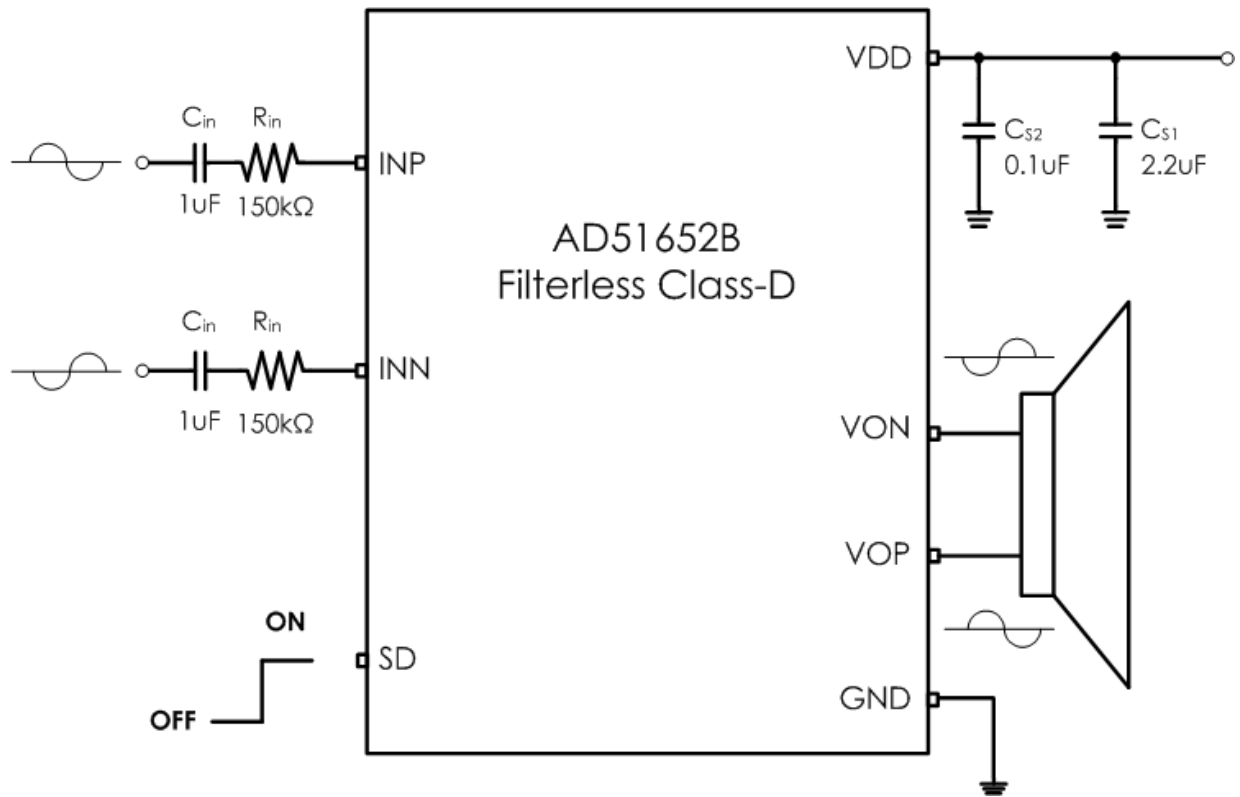 VDD
Cin Rin
INP
1uF 150kΩ
CS2
0.1uF
CS1
2.2uF
AD51652B
Filterless Class-D
Cin Rin
INN
1uF 150kΩ
VON
VOP
ON
SD
OFF
GND